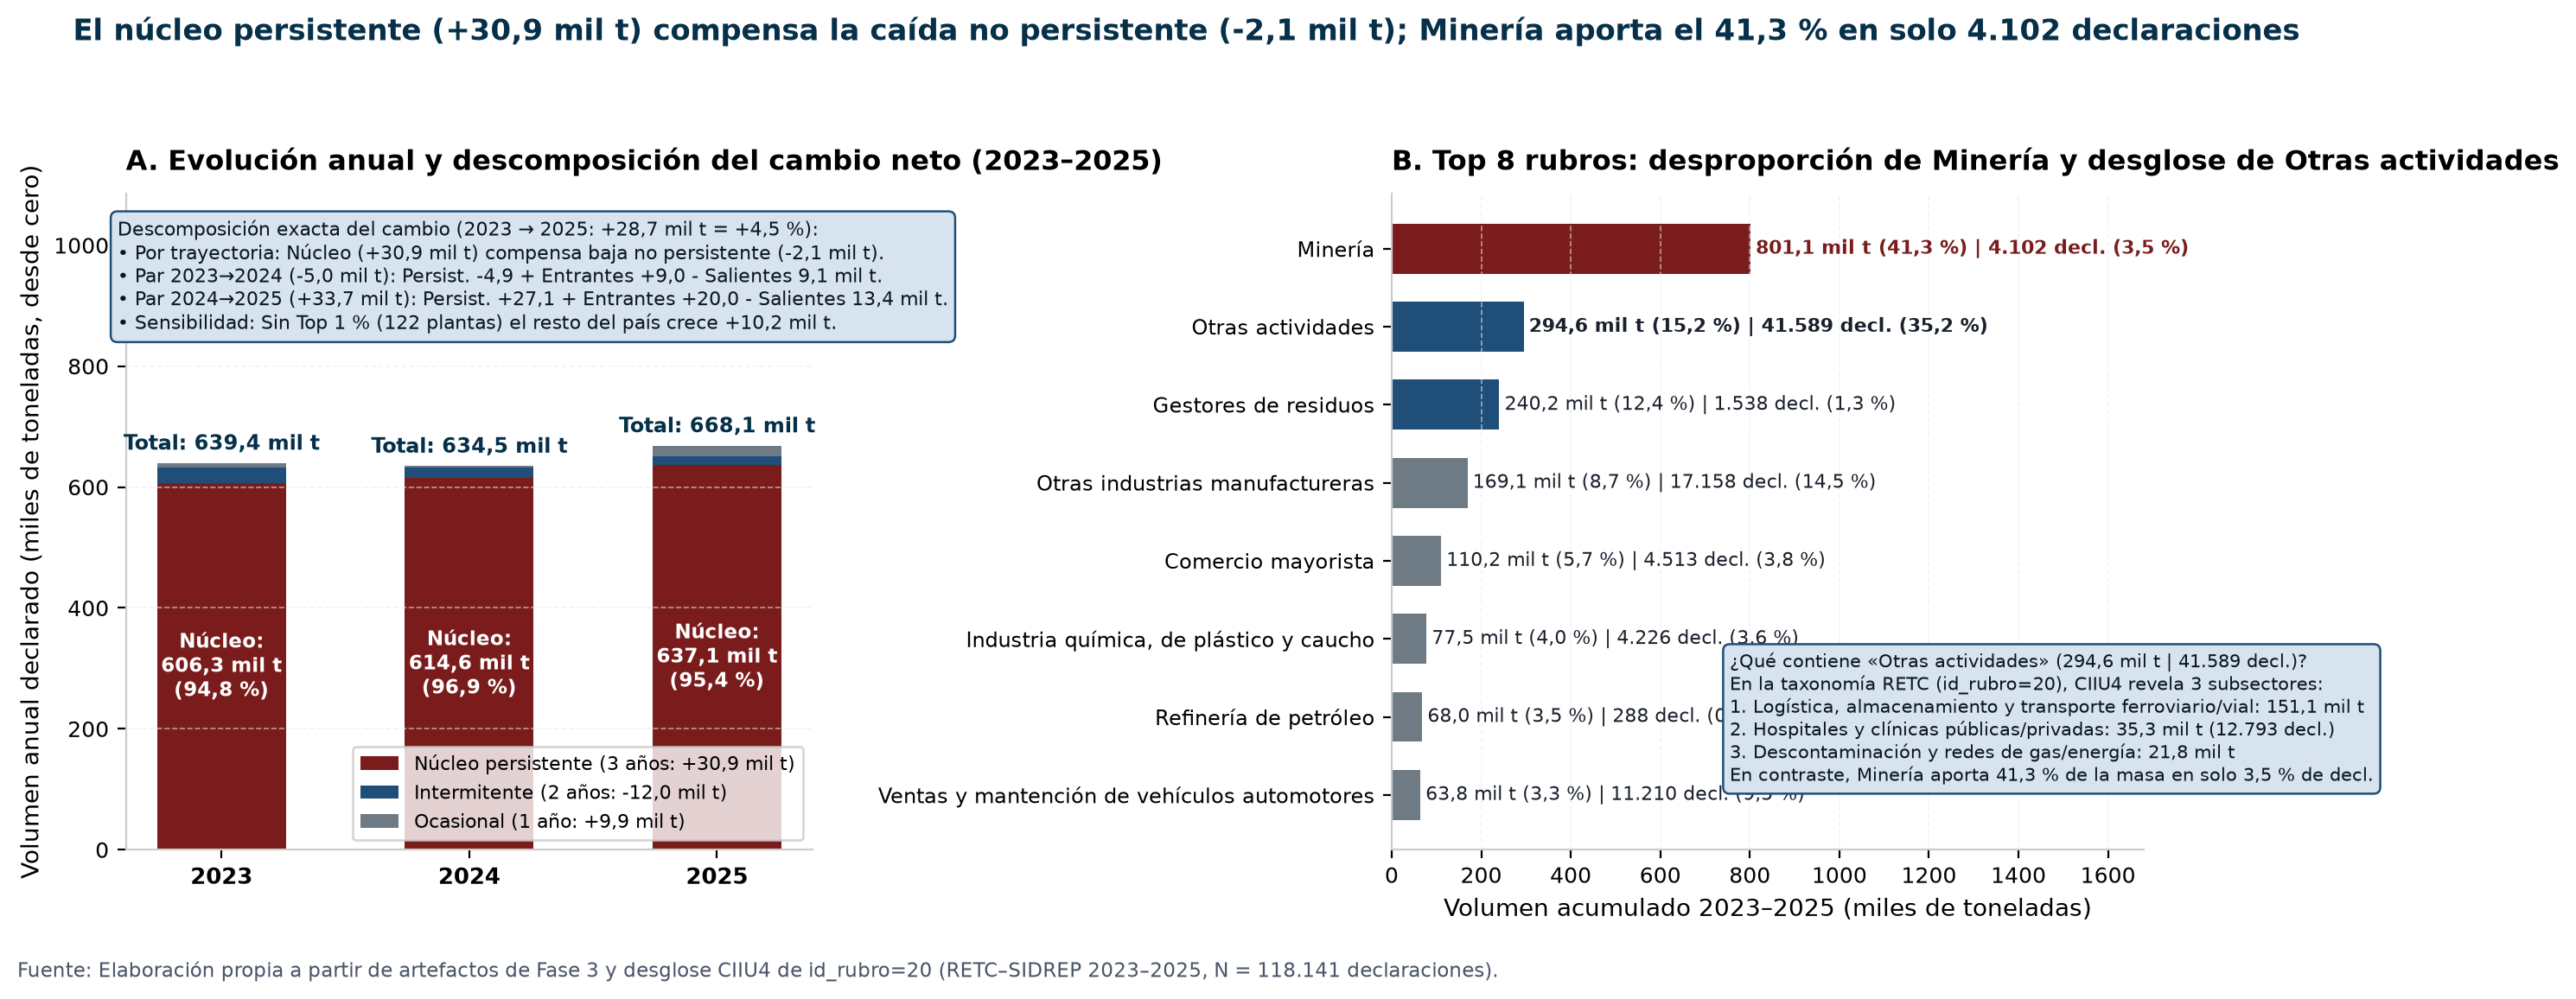 El núcleo persistente (+30,9 mil t) compensa la caída no persistente (-2,1 mil t); Minería aporta el 41,3 % en solo 4.102 declaraciones
A. Evolución anual y descomposición del cambio neto (2023–2025)
Volumen anual declarado (miles de toneladas, desde cero)
1000
800
600
400
200
0
Descomposición exacta del cambio (2023 → 2025: +28,7 mil t = +4,5 %):
• Por trayectoria: Núcleo (+30,9 mil t) compensa baja no persistente (-2,1 mil t).
• Par 2023→2024 (-5,0 mil t): Persist. -4,9 + Entrantes +9,0 - Salientes 9,1 mil t.
• Par 2024→2025 (+33,7 mil t): Persist. +27,1 + Entrantes +20,0 - Salientes 13,4 mil t.
• Sensibilidad: Sin Top 1 % (122 plantas) el resto del país crece +10,2 mil t.
Total: 639,4 mil t
Total: 634,5 mil t
Total: 668,1 mil t
Núcleo:
606,3 mil t
(94,8 %)
Núcleo:
614,6 mil t
(96,9 %)
Núcleo:
637,1 mil t
(95,4 %)
Núcleo persistente (3 años: +30,9 mil t)
Intermitente (2 años: -12,0 mil t)
Ocasional (1 año: +9,9 mil t)
2023
2024
2025
B. Top 8 rubros: desproporción de Minería y desglose de Otras actividades
Minería
801,1 mil t (41,3 %) | 4.102 decl. (3,5 %)
Otras actividades
294,6 mil t (15,2 %) | 41.589 decl. (35,2 %)
Gestores de residuos
240,2 mil t (12,4 %) | 1.538 decl. (1,3 %)
Otras industrias manufactureras
169,1 mil t (8,7 %) | 17.158 decl. (14,5 %)
Comercio mayorista
110,2 mil t (5,7 %) | 4.513 decl. (3,8 %)
Industria química, de plástico y caucho
77,5 mil t (4,0 %) | 4.226 decl. (3,6 %)
Refinería de petróleo
68,0 mil t (3,5 %) | 288 decl.
Ventas y mantención de vehículos automotores
63,8 mil t (3,3 %) | 11.210 decl.
¿Qué contiene «Otras actividades» (294,6 mil t | 41.589 decl.)?
En la taxonomía RETC (id_rubro=20), CIIU4 revela 3 subsectores:
1. Logística, almacenamiento y transporte ferroviario/vial: 151,1 mil t
2. Hospitales y clínicas públicas/privadas: 35,3 mil t (12.793 decl.)
3. Descontaminación y redes de gas/energía: 21,8 mil t
En contraste, Minería aporta 41,3 % de la masa en solo 3,5 % de decl.
0
200
400
600
800
1000
1200
1400
1600
Volumen acumulado 2023–2025 (miles de toneladas)
Fuente: Elaboración propia a partir de artefactos de Fase 3 y desglose CIIU4 de id_rubro=20 (RETC–SIDREP 2023–2025, N = 118.141 declaraciones).